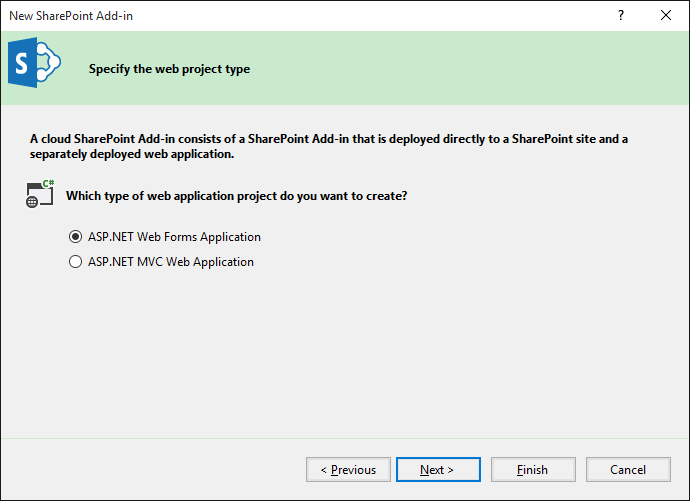 New SharePoint Add-in
?
S
Specify the web project type
A cloud SharePoint Add-in consists of a SharePoint Add-in that is deployed directly to a SharePoint site and a
separately deployed web application.
C#
Which type of web application project do you want to create?
ASP.NET Web Forms Application
ASP.NET MVC Web Application
< Previous
Next >
Finish
Cancel